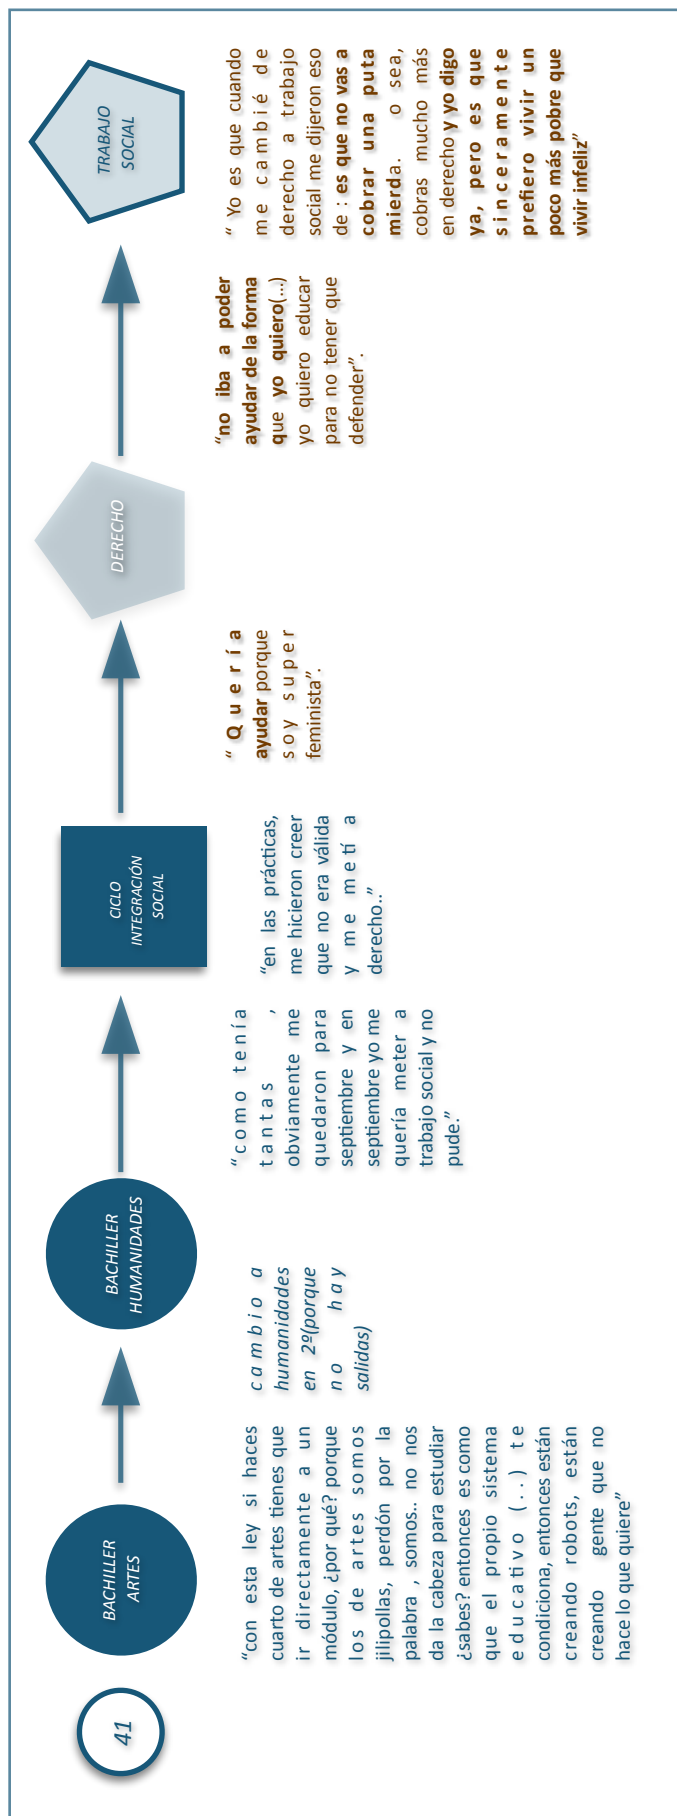 41
BACHILLER
ARTES
“con esta ley si haces
cuarto de artes tienes que
ir directamente a un
módulo, ¿por qué? porque
los de artes somos
jilipollas, perdón por la
palabra , somos.. no nos
da la cabeza para estudiar
¿sabes? entonces es como
que el propio sistema
educativo (..) te
condiciona, entonces están
creando robots, están
creando gente que no
hace lo que quiere”
cambio a
humanidades
en 2º(porque
no hay
salidas)
BACHILLER
HUMANIDADES
“como tenía
tantas ,
obviamente me
quedaron para
septiembre y en
septiembre yo me
quería meter a
trabajo social y no
pude.”
CICLO
INTEGRACIÓN
SOCIAL
“en las prácticas,
me hicieron creer
que no era válida
y me metí a
derecho..”
“ Quería
ayudar porque
soy super
feminista”.
DERECHO
“no iba a poder
ayudar de la forma
que yo quiero(...)
yo quiero educar
para no tener que
defender”.
TRABAJO
SOCIAL
“ Yo es que cuando
me cambié de
derecho a trabajo
social me dijeron eso
de : es que no vas a
cobrar una puta
mierda. o sea,
cobras mucho más
en derecho y yo digo
ya, pero es que
sinceramente
prefiero vivir un
poco más pobre que
vivir infeliz”